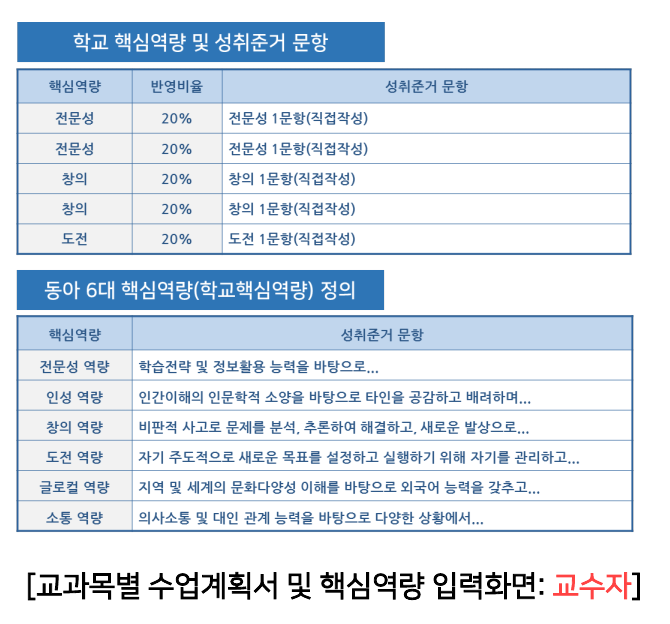 학교 핵심역량 및 성취준거 문항
핵심역량 반영비율 성취준거 문항
전문성 20% 전문성 1문항(직접작성)
전문성 20% 전문성 1문항(직접작성)
창의 20% 창의 1문항(직접작성)
창의 20% 창의 1문항(직접작성)
도전 20% 도전 1문항(직접작성)
동아 6대 핵심역량(학교핵심역량) 정의
핵심역량 성취준거 문항
전문성 역량 학습전략 및 정보활용 능력을 바탕으로...
인성 역량 인간이해의 인문학적 소양을 바탕으로 타인을 공감하고 배려하며...
창의 역량 비판적 사고로 문제를 분석, 추론하여 해결하고, 새로운 발상으로...
도전 역량 자기 주도적으로 새로운 목표를 설정하고 실행하기 위해 자기를 관리하고...
글로컬 역량 지역 및 세계의 문화다양성 이해를 바탕으로 외국어 능력을 갖추고...
소통 역량 의사소통 및 대인 관계 능력을 바탕으로 다양한 상황에서...
[교과목별 수업계획서 및 핵심역량 입력화면: 교수자]